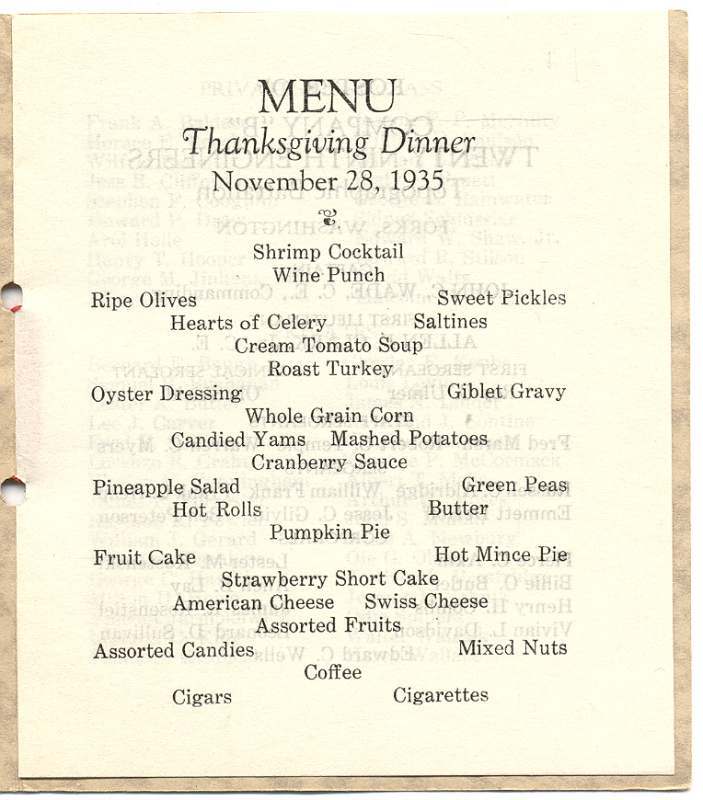 MENU
Thanksgiving Dinner
November 28, 1935
Shrimp Cocktail
Wine Punch
Ripe Olives Sweet Pickles
Hearts of Celery Saltines
Cream Tomato Soup
Roast Turkey
Oyster Dressing Giblet Gravy
Whole Grain Corn
Candied Yams Mashed Potatoes
Cranberry Sauce
Pineapple Salad Green Peas
Hot Rolls Butter
Pumpkin Pie
Fruit Cake Hot Mince Pie
Strawberry Short Cake
American Cheese Swiss Cheese
Assorted Fruits
Assorted Candies Mixed Nuts
Coffee
Cigars Cigarettes